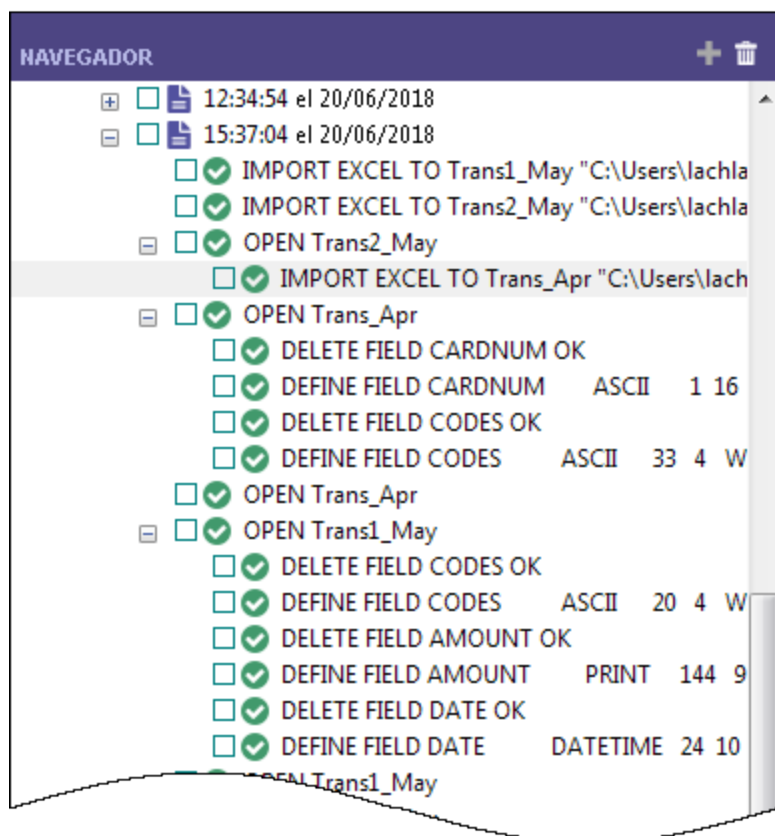 NAVEGADOR
12:34:54 el 20/06/2018
15:37:04 el 20/06/2018
IMPORT EXCEL TO Trans1_May "C:\Users\lachla
IMPORT EXCEL TO Trans2_May "C:\Users\lachla
OPEN Trans2_May
IMPORT EXCEL TO Trans_Apr "C:\Users\lach
OPEN Trans_Apr
DELETE FIELD CARDNUM OK
DEFINE FIELD CARDNUM ASCII 1 16
DELETE FIELD CODES OK
DEFINE FIELD CODES ASCII 33 4 W
OPEN Trans_Apr
OPEN Trans1_May
DELETE FIELD CODES OK
DEFINE FIELD CODES ASCII 20 4 W
DELETE FIELD AMOUNT OK
DEFINE FIELD AMOUNT PRINT 144 9
DELETE FIELD DATE OK
DEFINE FIELD DATE DATETIME 24 10
OPEN Trans1_May